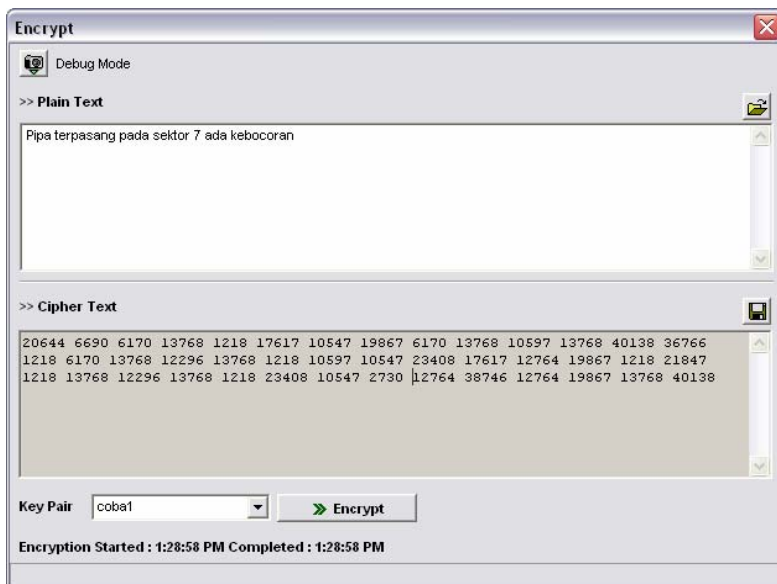 Encrypt
Debug Mode
>> Plain Text
Pipa terpasang pada sektor 7 ada kebocoran
>> Cipher Text
20644 6690 6170 13768 1218 17617 10547 19867 6170 13768 10597 13768 40138 36766
1218 6170 13768 12296 13768 1218 10597 10547 23408 17617 12764 19867 1218 21847
1218 13768 12296 13768 1218 23408 10547 2730 12764 38746 12764 19867 13768 40138
Key Pair coba1 >> Encrypt
Encryption Started : 1:28:58 PM Completed : 1:28:58 PM